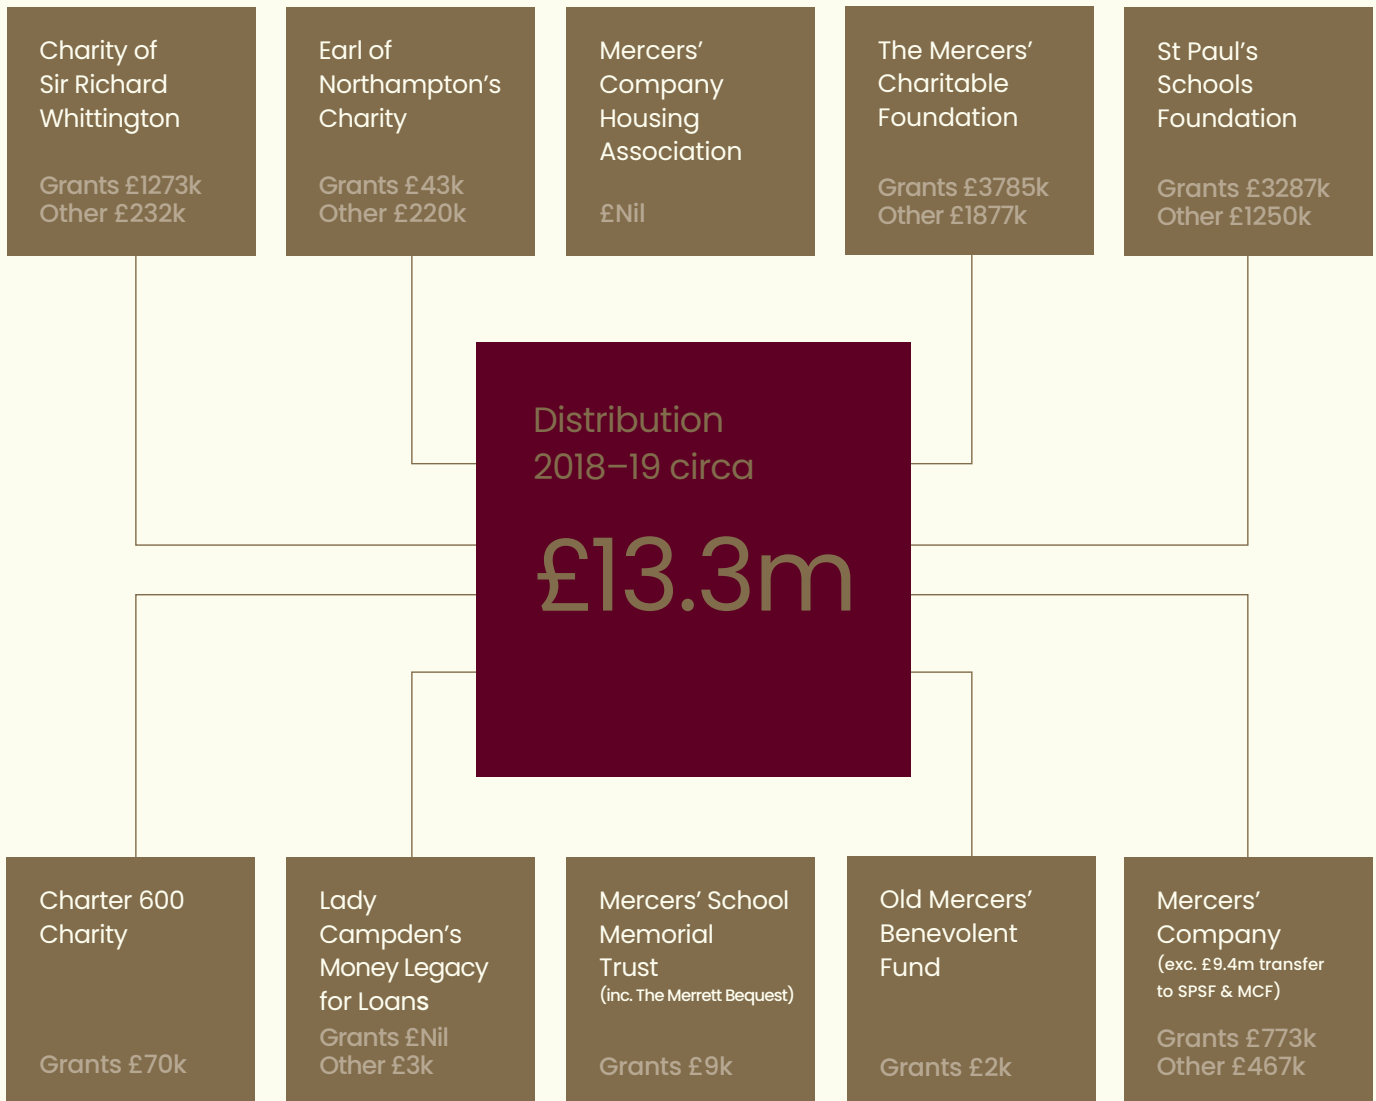 Charity of
Sir Richard
Whittington
Grants £1273k
Other £232k
Earl of
Northampton’s
Charity
Grants £43k
Other £220k
Mercers’
Company
Housing
Association
£Nil
The Mercers’
Charitable
Foundation
Grants £3785k
Other £1877k
St Paul’s
Schools
Foundation
Grants £3287k
Other £1250k
Distribution
2018–19 circa
£13.3m
Charter 600
Charity
Grants £70k
Lady
Campden’s
Money Legacy
for Loans
Grants £Nil
Other £3k
Mercers’ School
Memorial
Trust
(inc. The Merrett Bequest)
Grants £9k
Old Mercers’
Benevolent
Fund
Grants £2k
Mercers’
Company
(exc. £9.4m transfer
to SPSF & MCF)
Grants £773k
Other £467k